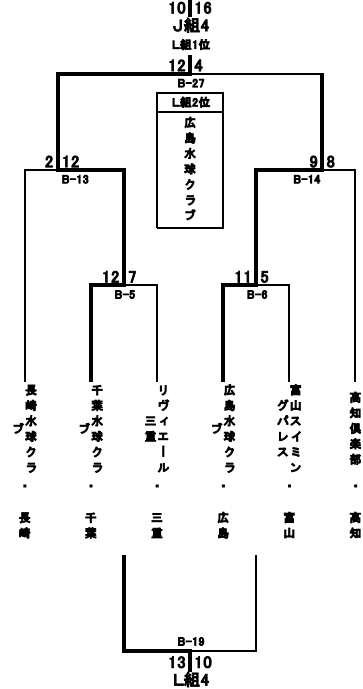 10 16
J組4
L組1位
12 4
B-27
L組2位
広島水球クラブ
2 12
B-13
9 8
B-14
12 7
B-5
11 5
B-6
長崎水球クラブ・長崎
千葉水球クラブ・千葉
リヴィエール三重・三重
広島水球クラブ・広島
富山スイミングパレス・富山
高知倶楽部・高知
B-19
13 10
L組4